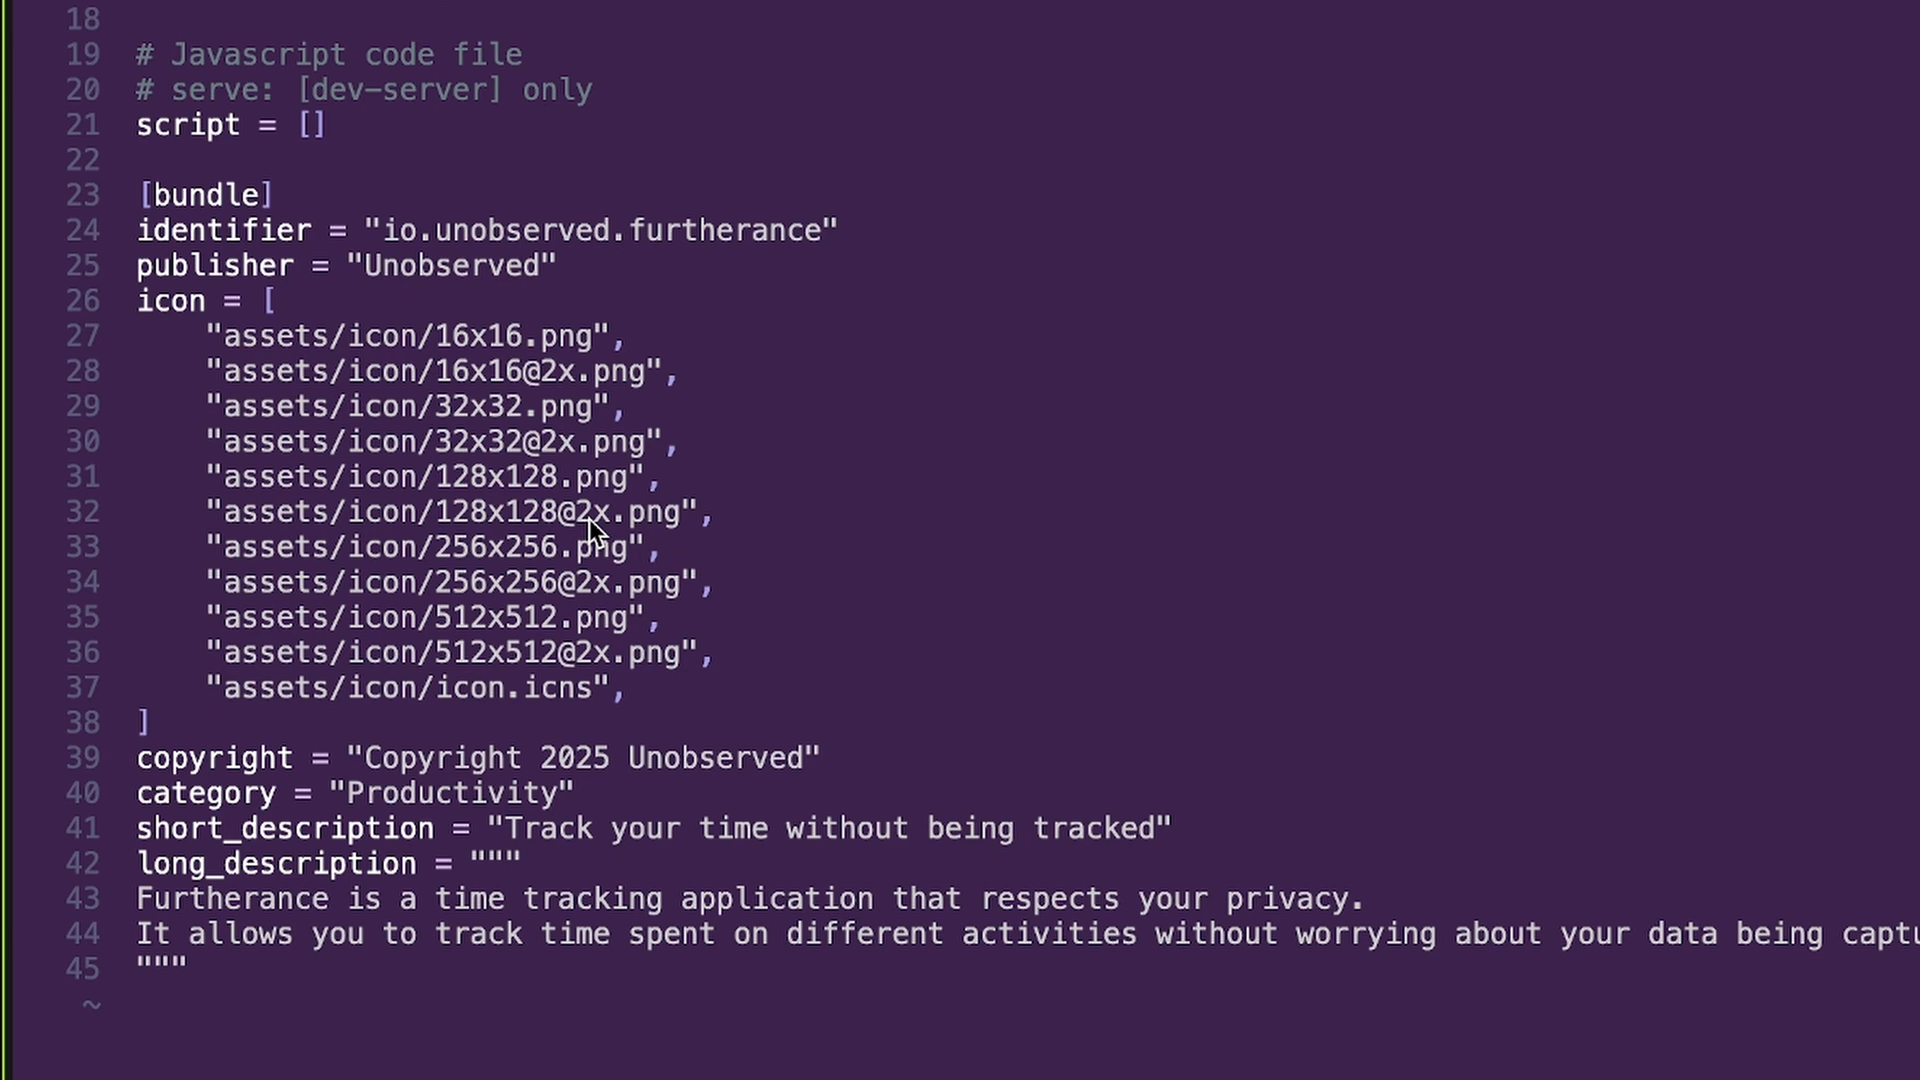 18
19 # Javascript code file
20 # serve: [dev-server] only
21 script = []
22
23 [bundle]
24 identifier = "io.unobserved.furtherance"
25 publisher = "Unobserved"
26 icon = [
27     "assets/icon/16x16.png",
28     "assets/icon/16x16@2x.png",
29     "assets/icon/32x32.png",
30     "assets/icon/32x32@2x.png",
31     "assets/icon/128x128.png",
32     "assets/icon/128x128@2x.png",
33     "assets/icon/256x256.png",
34     "assets/icon/256x256@2x.png",
35     "assets/icon/512x512.png",
36     "assets/icon/512x512@2x.png",
37     "assets/icon/icon.icns",
38 ]
39 copyright = "Copyright 2025 Unobserved"
40 category = "Productivity"
41 short_description = "Track your time without being tracked"
42 long_description = """
43 Furtherance is a time tracking application that respects your privacy.
44 It allows you to track time spent on different activities without worrying about your data being captu
45 """
~